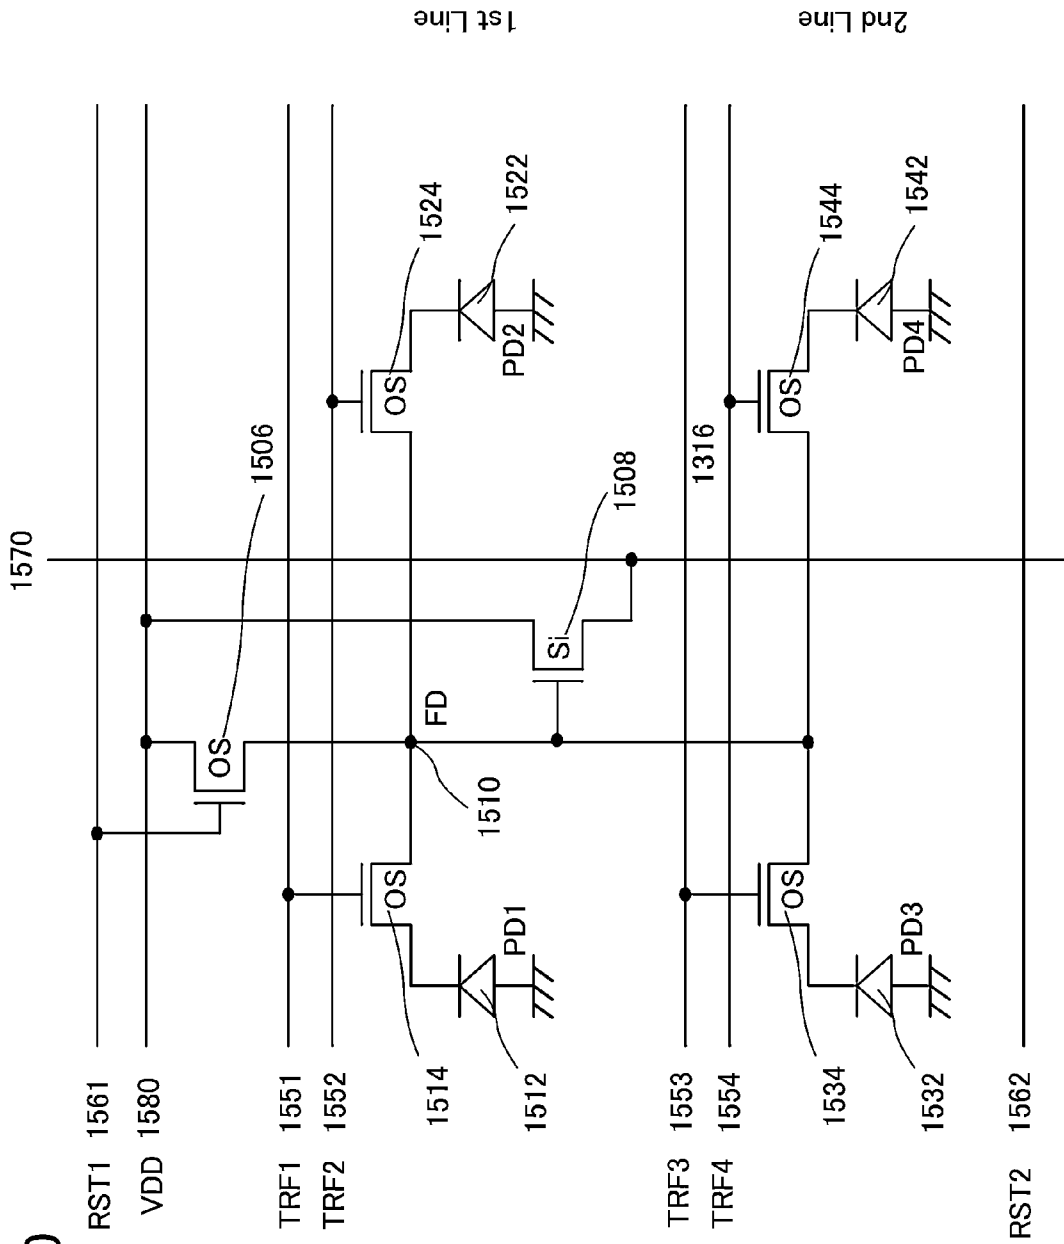 1570
RST1 1561
VDD 1580
1506
OS
TRF1 1551
TRF2 1552
1st Line
FD
1510
1524
OS
OS
1514
1522
PD1
PD2
1512
1508
Si
TRF3 1553
TRF4 1554
1316
2nd Line
1544
OS
OS
1534
1542
PD3
PD4
1532
RST2 1562
)